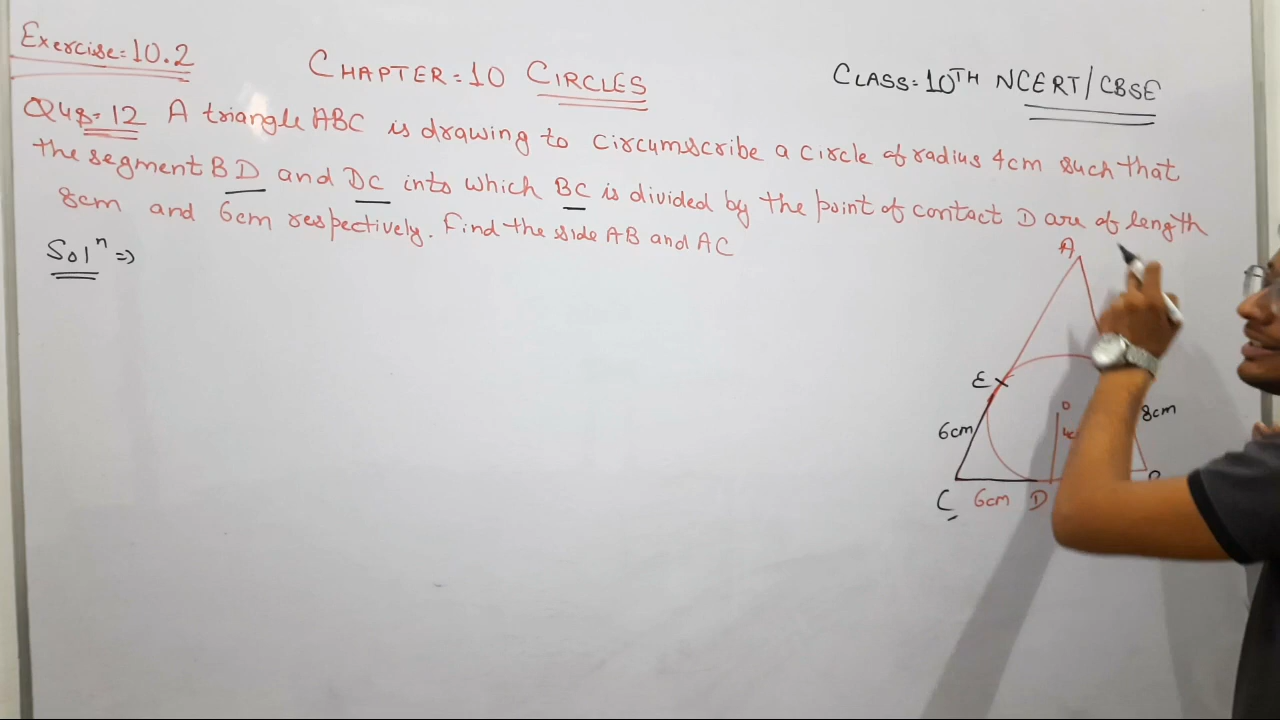 Exercise=10.2
CHAPTER=10 CIRCLES
CLASS=10TH NCERT/CBSE
A triangle ABC is drawing to circumscribe a circle of radius 4cm such that
the segment BD and DC into which BC is divided by the point of contact D are of length
8cm and 6cm respectively. Find the side AB and AC
Solⁿ =>
A
E
6cm
O
8cm
C 6cm D